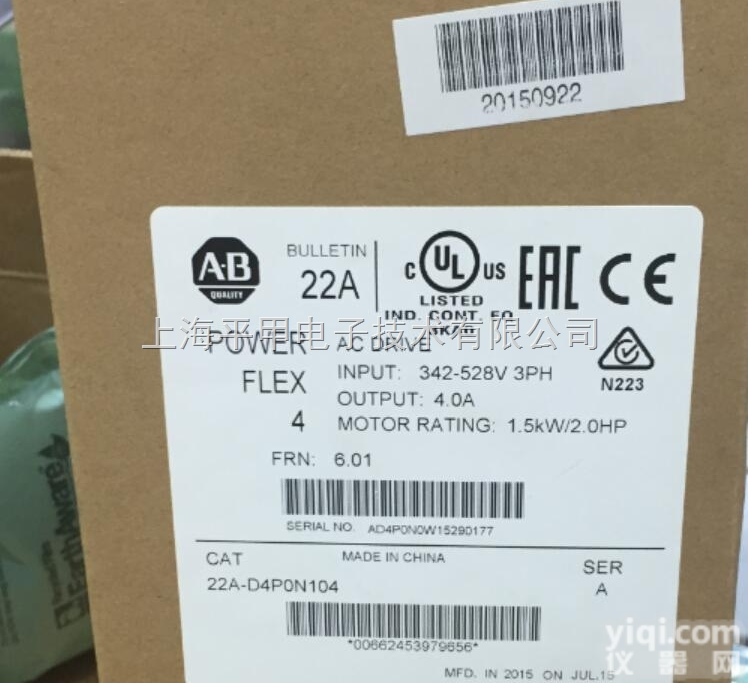 20150922
A-B
QUALITY
BULLETIN
22A
C UL US
LISTED
IND. CONT. EQ
EAC CE
上海平甲电子技术有限公司
POWER
FLEX
4
AC DRIVE
INPUT: 342-528V 3PH
OUTPUT: 4.0A
MOTOR RATING: 1.5kW/2.0HP
N223
FRN: 6.01
SERIAL NO. AD4P0N0W15290177
CAT
22A-D4P0N104
MADE IN CHINA
SER
A
*00662453979656*
MFD. IN 2015 ON JUL.15
EarthAware
yiqi.com
仪器网